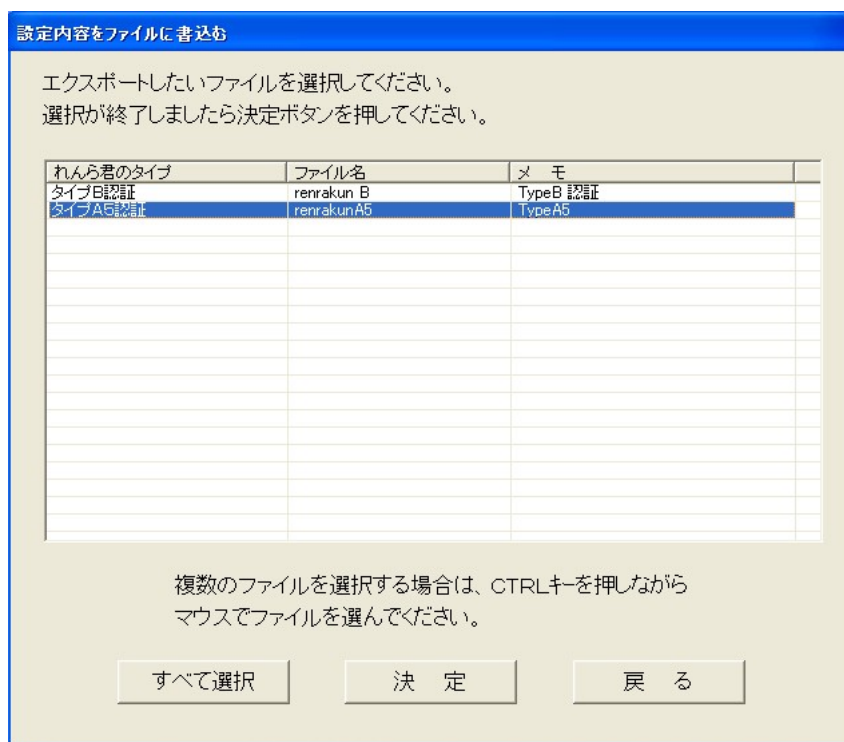 設定内容をファイルに書込む
エクスポートしたいファイルを選択してください。
選択が終了しましたら決定ボタンを押してください。
れんら君のタイプ ファイル名 メ モ
タイプB認証 renrakun B TypeB 認証
タイプA5認証 renrakunA5 TypeA5
複数のファイルを選択する場合は、CTRLキーを押しながら
マウスでファイルを選んでください。
すべて選択 決 定 戻 る